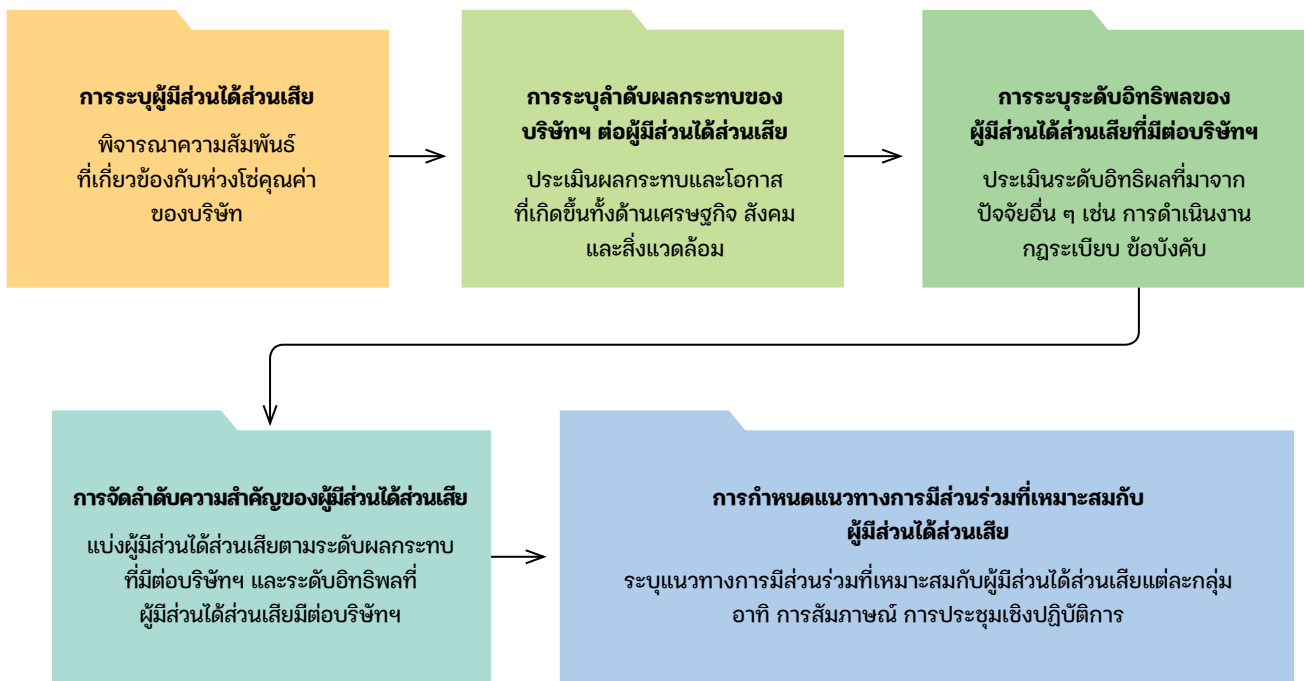 การระบุผู้มีส่วนได้ส่วนเสีย
พิจารณาความสัมพันธ์
ที่เกี่ยวข้องกับห่วงโซ่คุณค่า
ของบริษัท
การระบุลำดับผลกระทบของ
บริษัทฯ ต่อผู้มีส่วนได้ส่วนเสีย
ประเมินผลกระทบและโอกาส
ที่เกิดขึ้นทั้งด้านเศรษฐกิจ สังคม
และสิ่งแวดล้อม
การระบุระดับอิทธิพลของ
ผู้มีส่วนได้ส่วนเสียที่มีต่อบริษัทฯ
ประเมินระดับอิทธิผลที่มาจาก
ปัจจัยอื่น ๆ เช่น การดำเนินงาน
กฎระเบียบ ข้อบังคับ
การจัดลำดับความสำคัญของผู้มีส่วนได้ส่วนเสีย
แบ่งผู้มีส่วนได้ส่วนเสียตามระดับผลกระทบ
ที่มีต่อบริษัทฯ และระดับอิทธิพลที่
ผู้มีส่วนได้ส่วนเสียมีต่อบริษัทฯ
การกำหนดแนวทางการมีส่วนร่วมที่เหมาะสมกับ
ผู้มีส่วนได้ส่วนเสีย
ระบุแนวทางการมีส่วนร่วมที่เหมาะสมกับผู้มีส่วนได้ส่วนเสียแต่ละกลุ่ม
อาทิ การสัมภาษณ์ การประชุมเชิงปฏิบัติการ